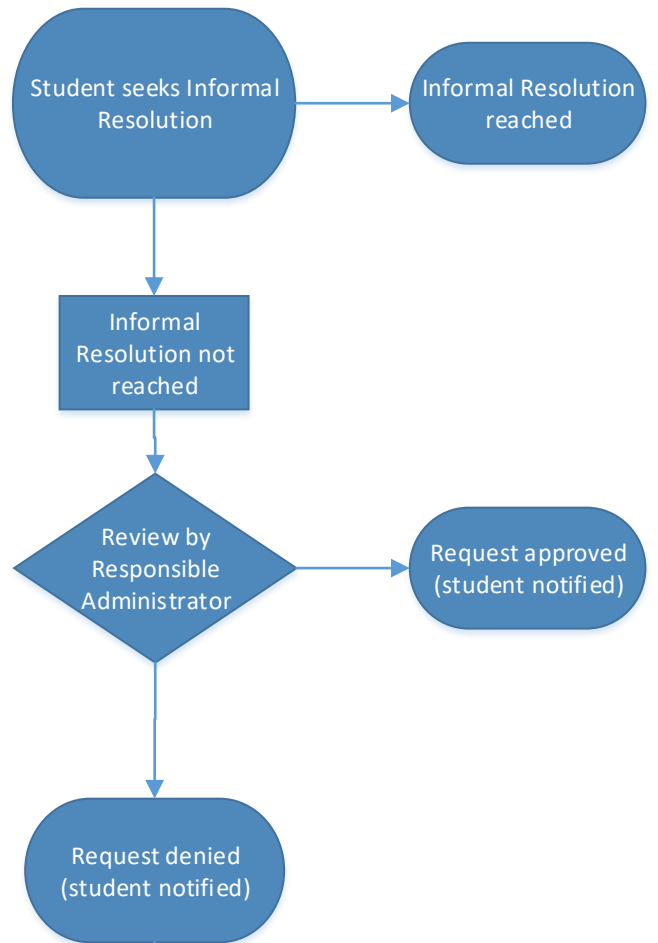 Student seeks Informal
Resolution
Informal Resolution
reached
Informal
Resolution not
reached
Review by
Responsible
Administrator
Request approved
(student notified)
Request denied
(student notified)